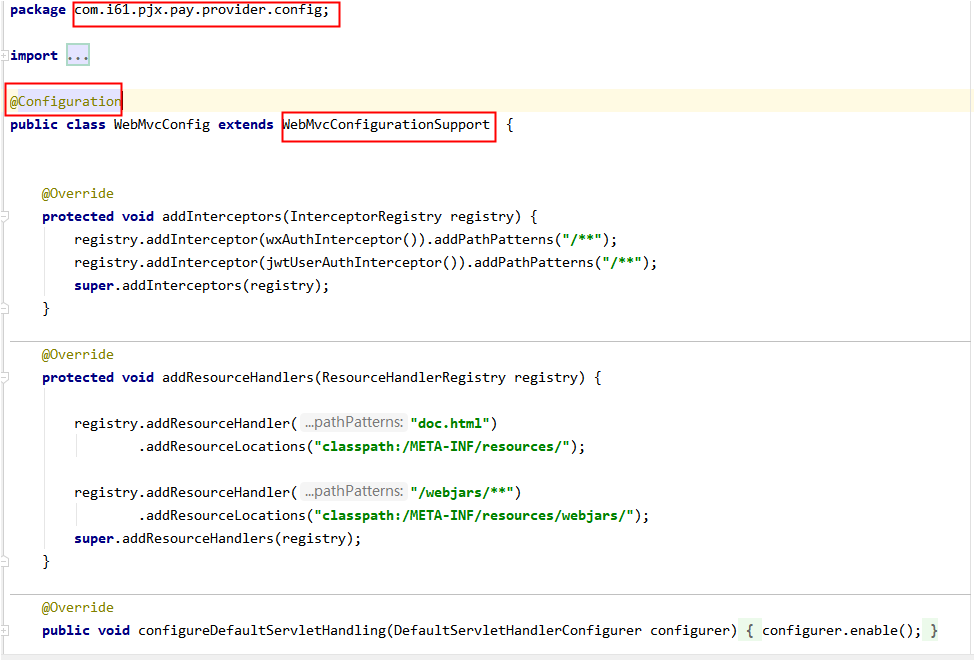 package com.i61.pjx.pay.provider.config;
import ...
@Configuration
public class WebMvcConfig extends WebMvcConfigurationSupport {
@Override
protected void addInterceptors(InterceptorRegistry registry) {
registry.addInterceptor(wxAuthInterceptor()).addPathPatterns("/**");
registry.addInterceptor(jwtUserAuthInterceptor()).addPathPatterns("/**");
super.addInterceptors(registry);
}
@Override
protected void addResourceHandlers(ResourceHandlerRegistry registry) {
registry.addResourceHandler( ...pathPatterns: "doc.html")
.addResourceLocations("classpath:/META-INF/resources/");
registry.addResourceHandler( ...pathPatterns: "/webjars/**")
.addResourceLocations("classpath:/META-INF/resources/webjars/");
super.addResourceHandlers(registry);
}
@Override
public void configureDefaultServletHandling(DefaultServletHandlerConfigurer configurer) { configurer.enable(); }